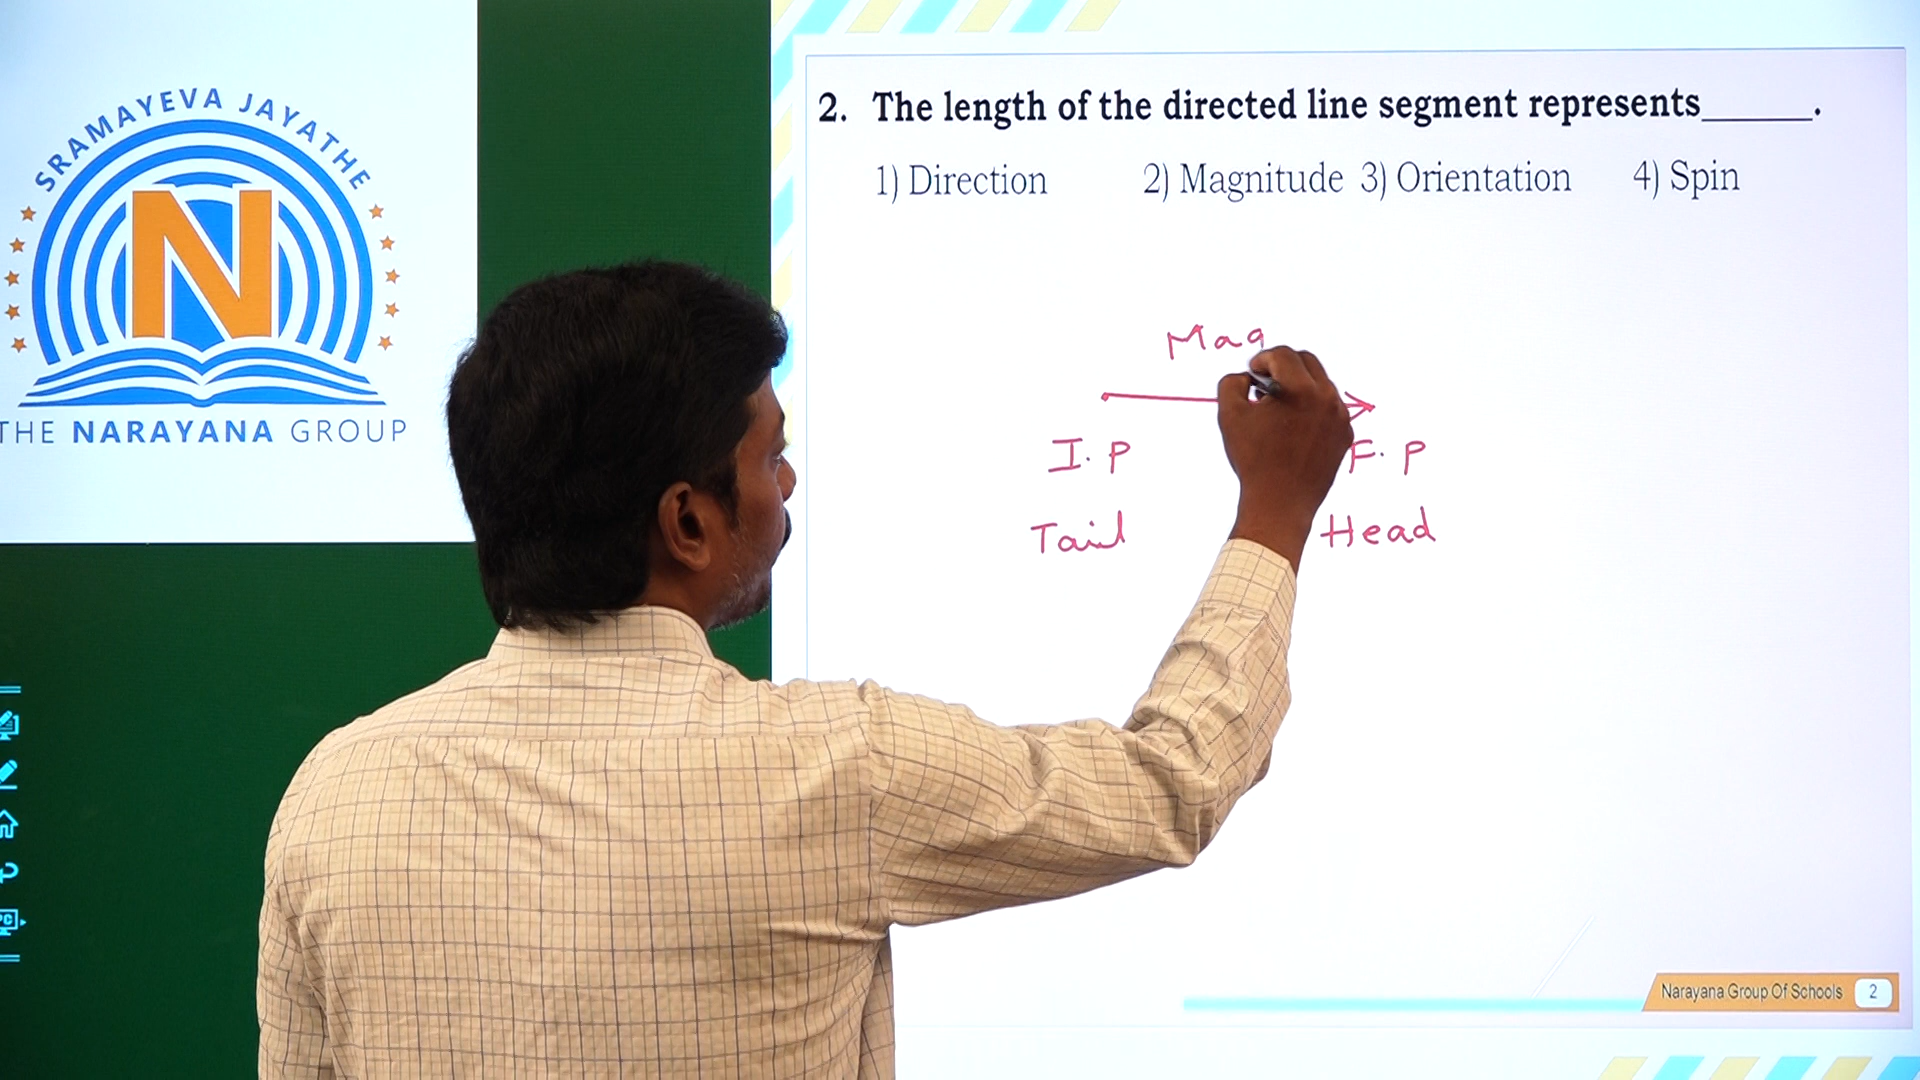 SRAMAYEVA JAYATHE
N
THE NARAYANA GROUP
2. The length of the directed line segment represents______.
1) Direction 2) Magnitude 3) Orientation 4) Spin
Mag
I. P F. P
Tail Head
Narayana Group Of Schools 2